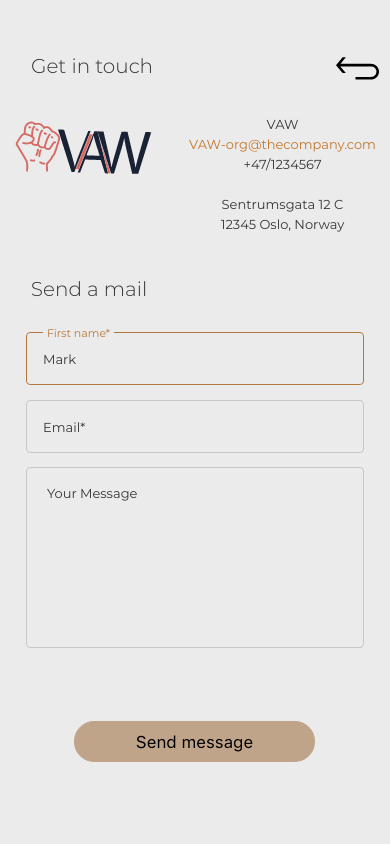 Get in touch
VAW
VAW
VAW-org@thecompany.com
+47/1234567
Sentrumsgata 12 C
12345 Oslo, Norway
Send a mail
First name*
Mark
Email*
Your Message
Send message